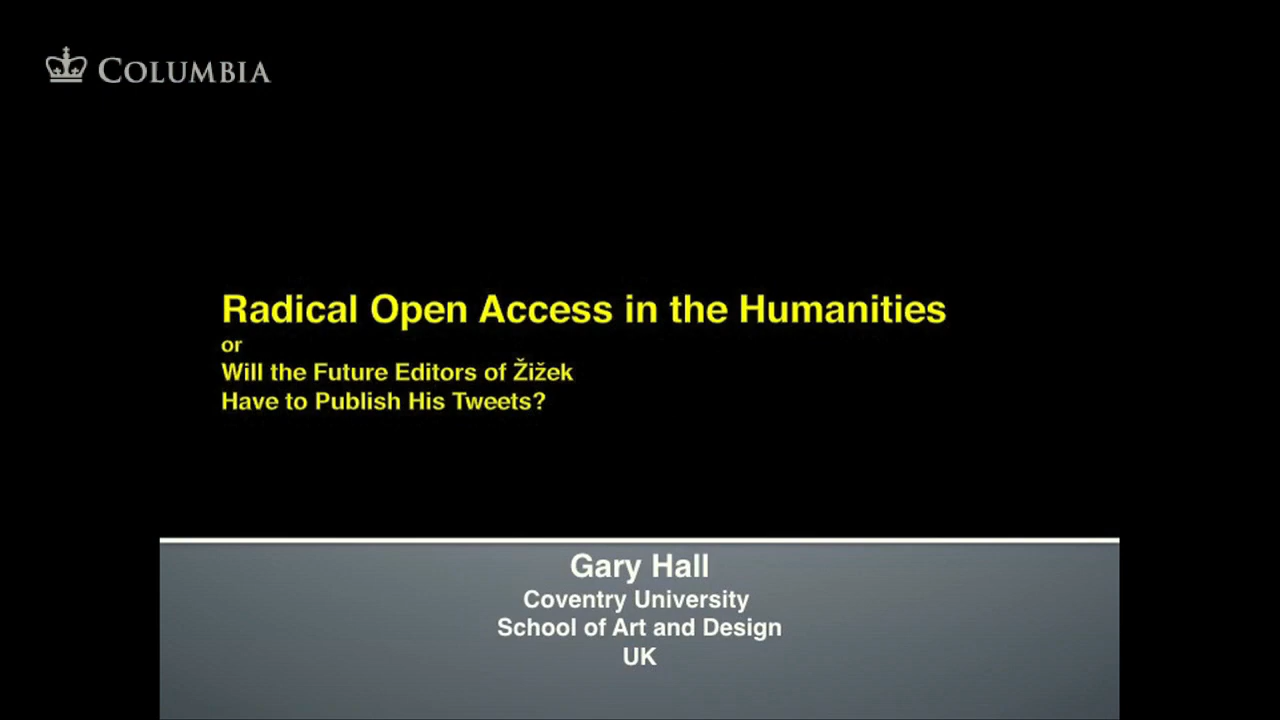 COLUMBIA
Radical Open Access in the Humanities
or
Will the Future Editors of Žižek
Have to Publish His Tweets?
Gary Hall
Coventry University
School of Art and Design
UK